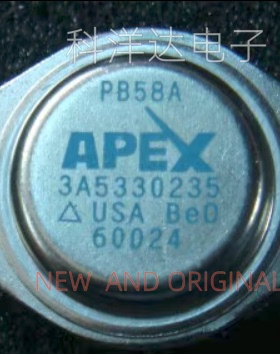 科洋达电子
PB58A
APEX
3A5330235
△ USA BeO
60024
NEW AND ORIGINAL